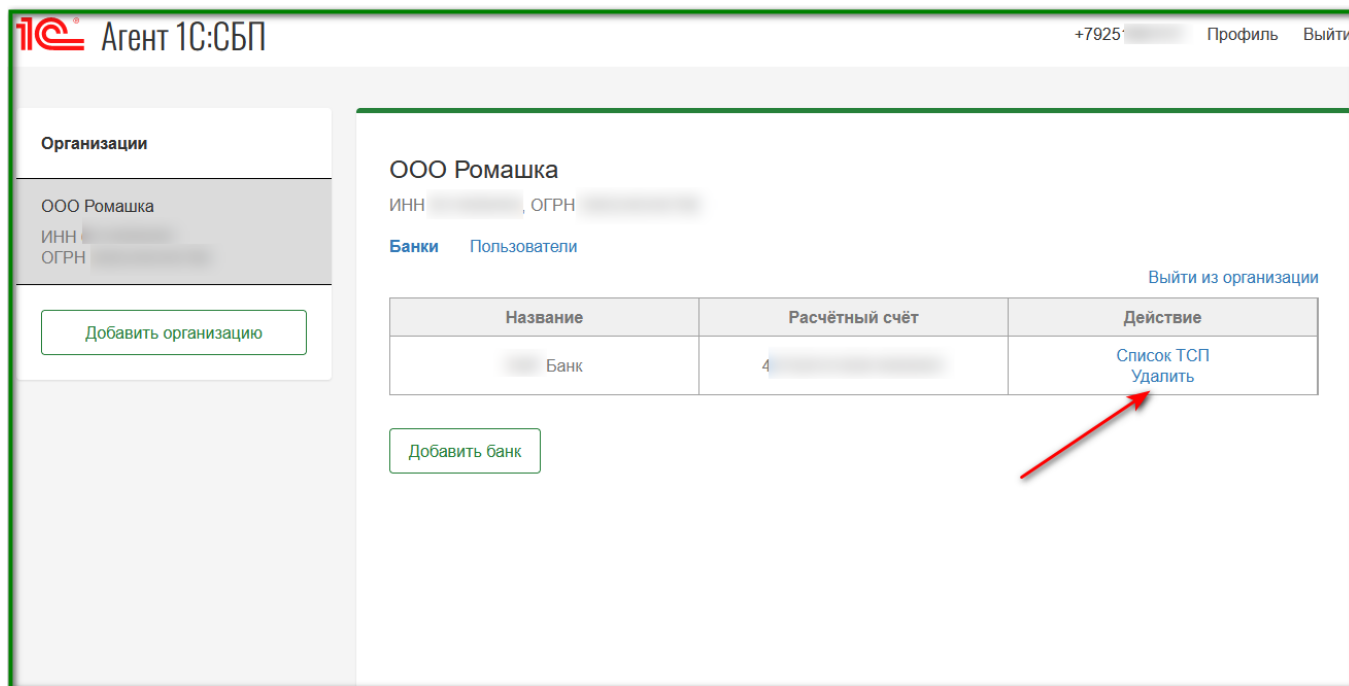 1С® Агент 1С:СБП
+7925 Профиль Выйти
Организации
ООО Ромашка
ИНН
ОГРН
Добавить организацию
ООО Ромашка
ИНН , ОГРН
Банки Пользователи
Выйти из организации
Название Расчётный счёт Действие
Банк 4 Список ТСП
Удалить
Добавить банк